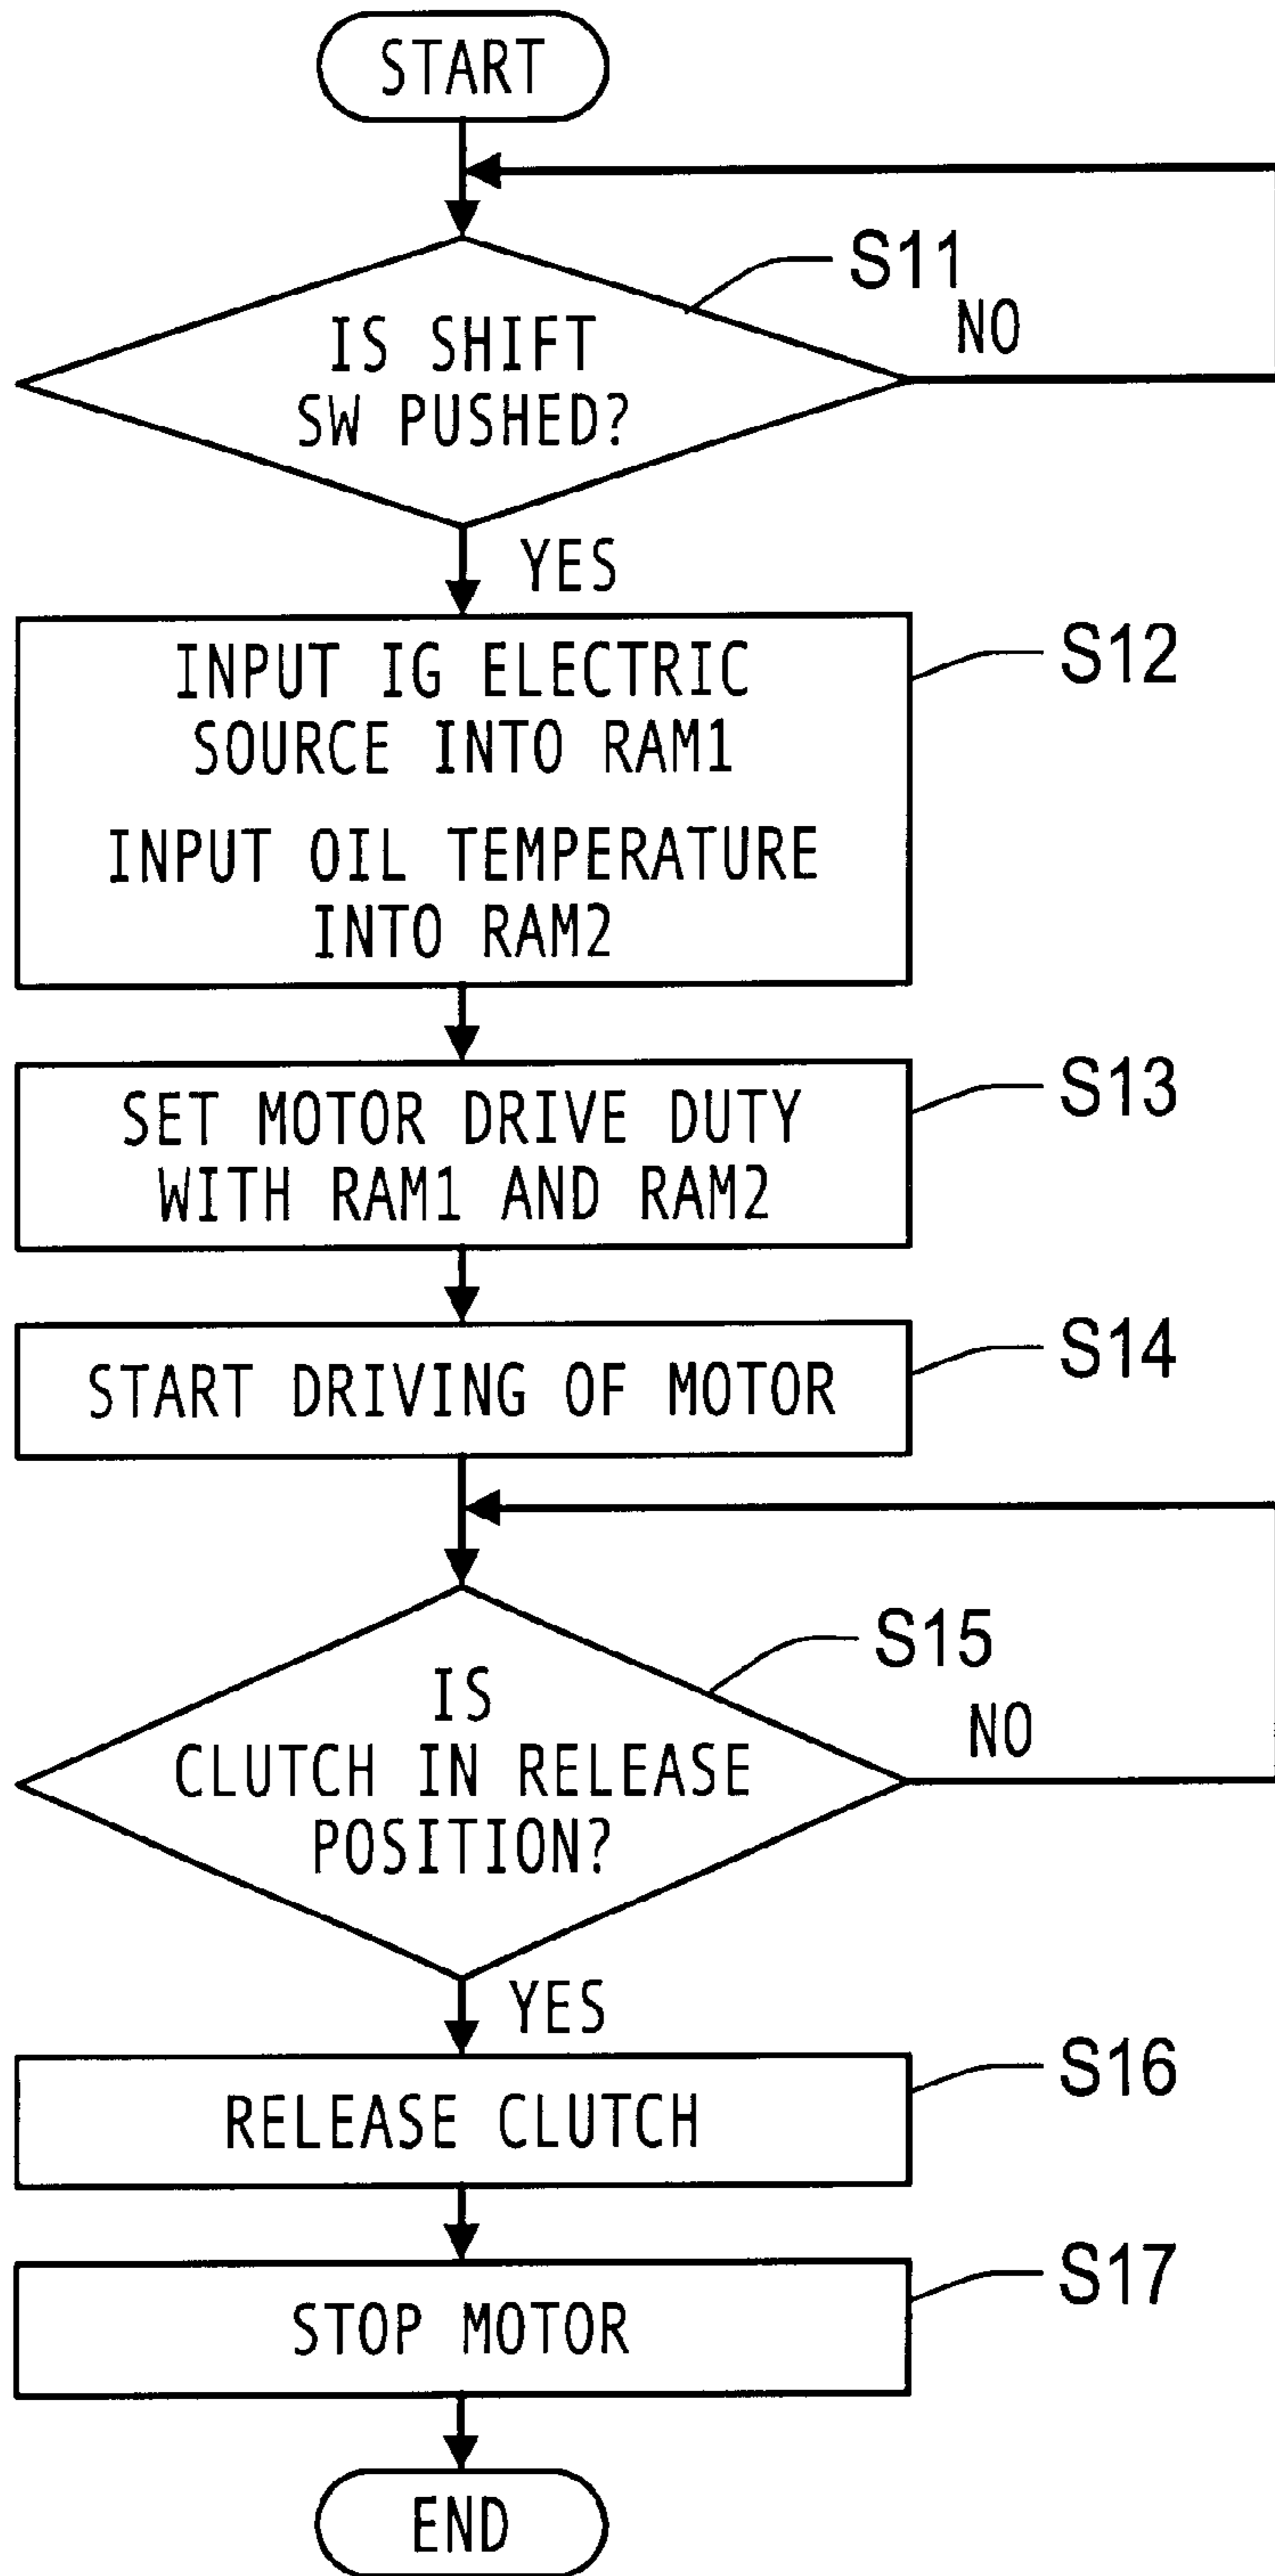 START
S11
NO
IS SHIFT
SW PUSHED?
YES
INPUT IG ELECTRIC
SOURCE INTO RAM1
INPUT OIL TEMPERATURE
INTO RAM2
S12
SET MOTOR DRIVE DUTY
WITH RAM1 AND RAM2
S13
START DRIVING OF MOTOR
S14
S15
NO
IS
CLUTCH IN RELEASE
POSITION?
YES
RELEASE CLUTCH
S16
STOP MOTOR
S17
END